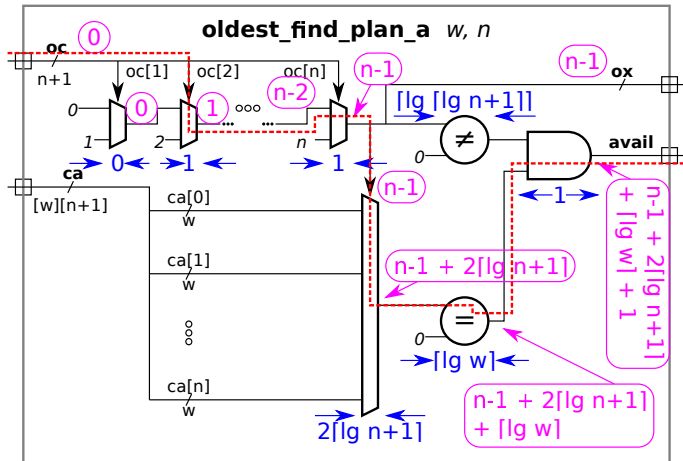 oldest_find_plan_a w, n
0
oc
n+1
oc[1]
oc[2]
oc[n]
n-1
n-1
ox
0
0
1
n-2
⌈lg ⌈lg n+1⌉⌉
1
2
n
0
1
1
≠
0
avail
1
ca
[w][n+1]
ca[0]
w
n-1
ca[1]
w
n-1 + 2⌈lg n+1⌉
n-1 + 2⌈lg n+1⌉
+ ⌈lg w⌉ + 1
=
0
⌈lg w⌉
ca[n]
w
2⌈lg n+1⌉
n-1 + 2⌈lg n+1⌉
+ ⌈lg w⌉